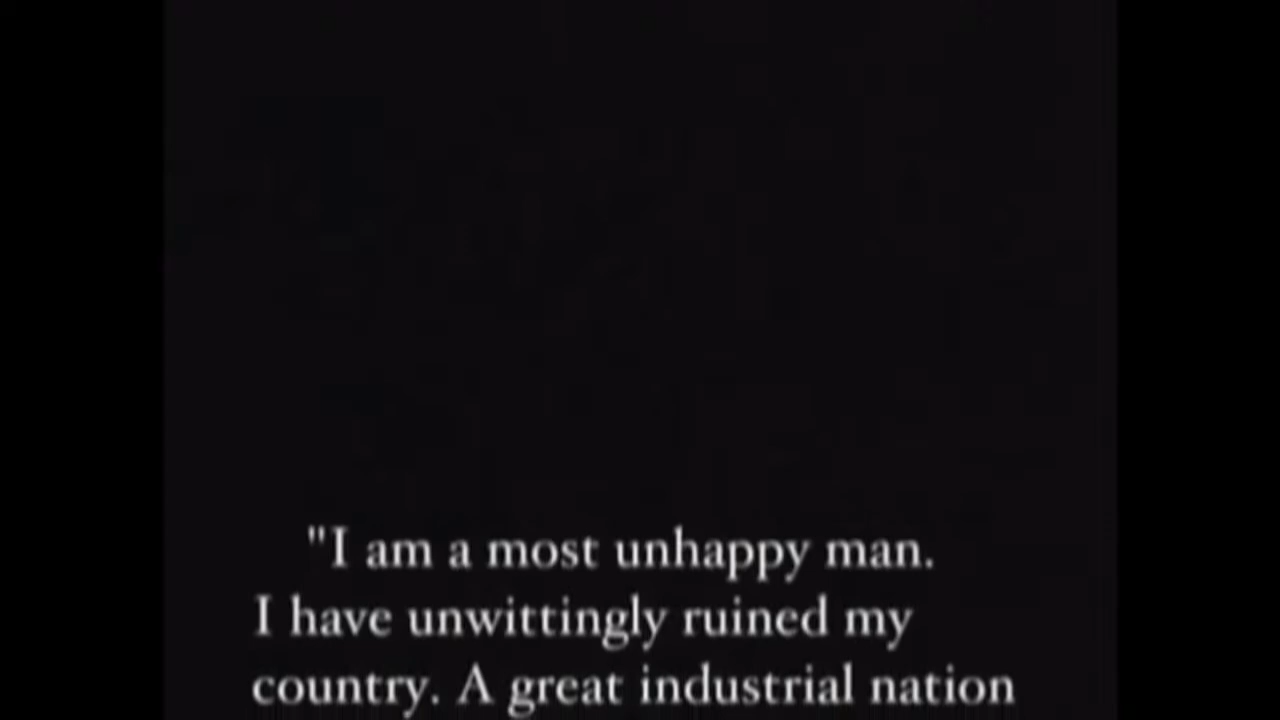 "I am a most unhappy man.
I have unwittingly ruined my
country. A great industrial nation